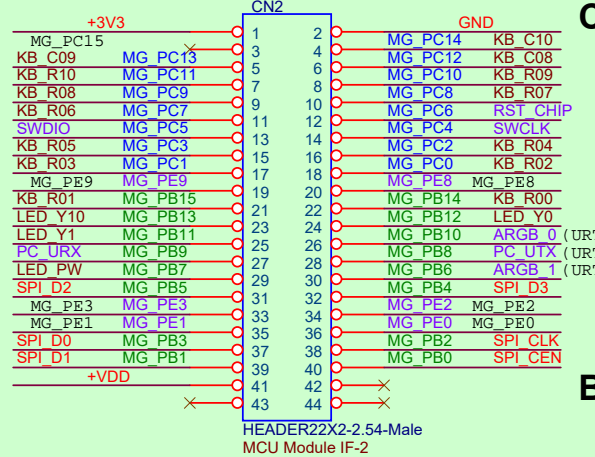 CN2
+3V3 1 2 GND
MG_PC15 3 4 MG_PC14 KB_C10
KB_C09 MG_PC13 5 6 MG_PC12 KB_C08
KB_R10 MG_PC11 7 8 MG_PC10 KB_R09
KB_R08 MG_PC9 9 10 MG_PC8 KB_R07
KB_R06 MG_PC7 11 12 MG_PC6 RST_CHIP
SWDIO MG_PC5 13 14 MG_PC4 SWCLK
KB_R05 MG_PC3 15 16 MG_PC2 KB_R04
KB_R03 MG_PC1 17 18 MG_PC0 KB_R02
MG_PE9 MG_PE9 19 20 MG_PE8 MG_PE8
KB_R01 MG_PB15 21 22 MG_PB14 KB_R00
LED_Y10 MG_PB13 23 24 MG_PB12 LED_Y0
LED_Y1 MG_PB11 25 26 MG_PB10 ARGB_0 (URT
PC_URX MG_PB9 27 28 MG_PB8 PC_UTX (URT
LED_PW MG_PB7 29 30 MG_PB6 ARGB_1 (URT
SPI_D2 MG_PB5 31 32 MG_PB4 SPI_D3
MG_PE3 MG_PE3 33 34 MG_PE2 MG_PE2
MG_PE1 MG_PE1 35 36 MG_PE0 MG_PE0
SPI_D0 MG_PB3 37 38 MG_PB2 SPI_CLK
SPI_D1 MG_PB1 39 40 MG_PB0 SPI_CEN
+VDD 41 42 B
43 44
HEADER22X2-2.54-Male
MCU Module IF-2